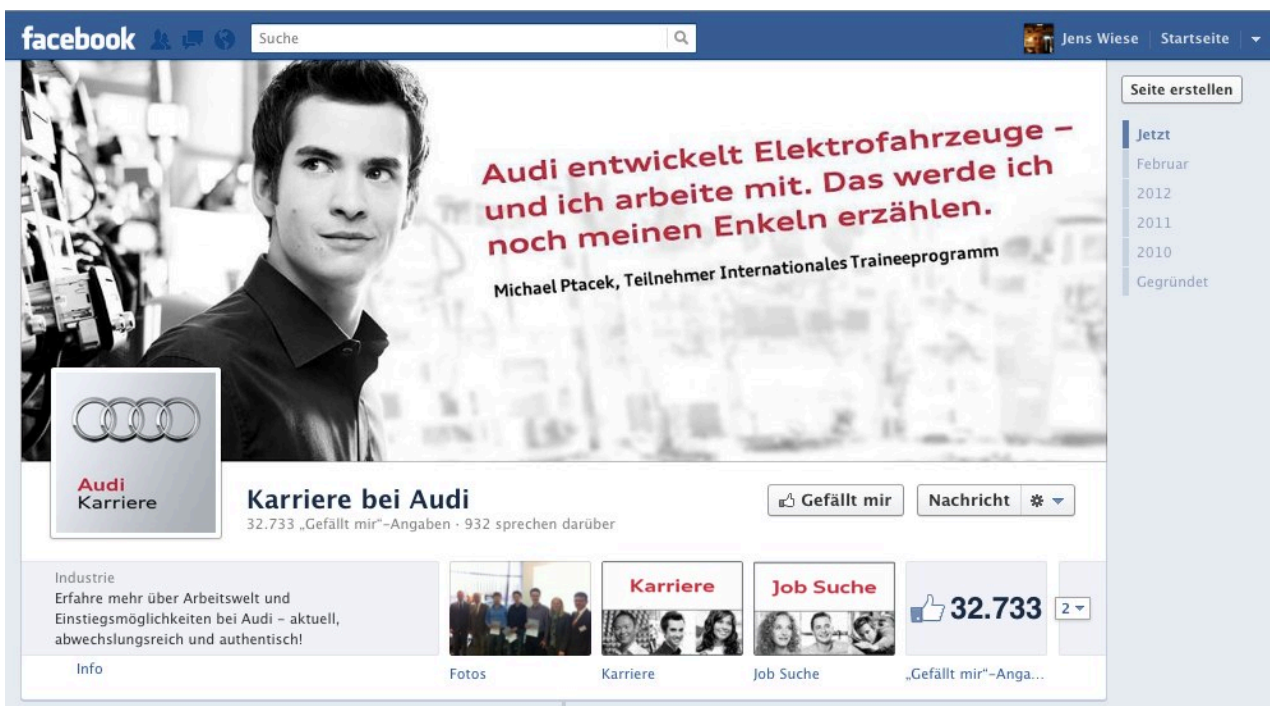 facebook
Suche
Jens Wiese
Startseite
Seite erstellen
Jetzt
Februar
2012
2011
2010
Gegründet
Audi entwickelt Elektrofahrzeuge –
und ich arbeite mit. Das werde ich
noch meinen Enkeln erzählen.
Michael Ptacek, Teilnehmer Internationales Traineeprogramm
Audi
Karriere
Karriere bei Audi
32.733 „Gefällt mir“-Angaben · 932 sprechen darüber
Gefällt mir
Nachricht
Industrie
Erfahre mehr über Arbeitswelt und
Einstiegsmöglichkeiten bei Audi – aktuell,
abwechslungsreich und authentisch!
Info
Fotos
Karriere
Karriere
Job Suche
Job Suche
32.733
„Gefällt mir“-Anga...
2